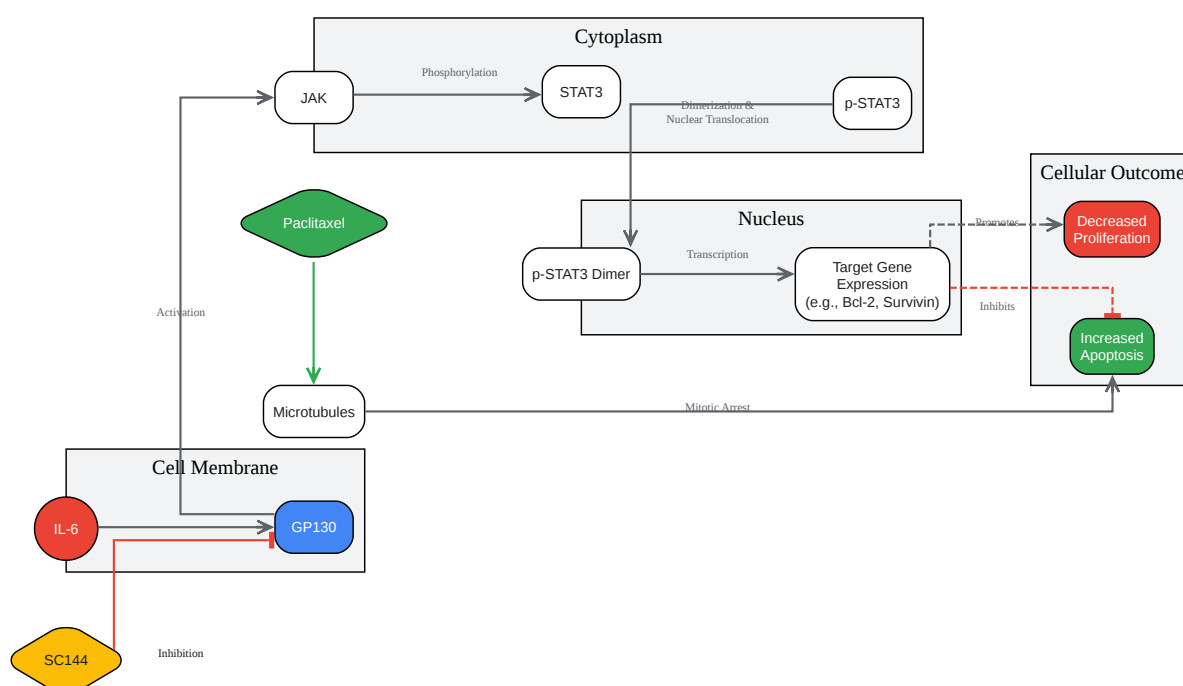 Cytoplasm
Phosphorylation
JAK
STAT3
p-STAT3
Dimerization &
Nuclear Translocation
Cellular Outcome
Paclitaxel
Nucleus
Promotes
Decreased
Proliferation
p-STAT3 Dimer
Transcription
Target Gene
Expression
(e.g., Bcl-2, Survivin)
Inhibits
Activation
Increased
Apoptosis
Microtubules
Mitotic Arrest
Cell Membrane
IL-6
GP130
SC144
Inhibition